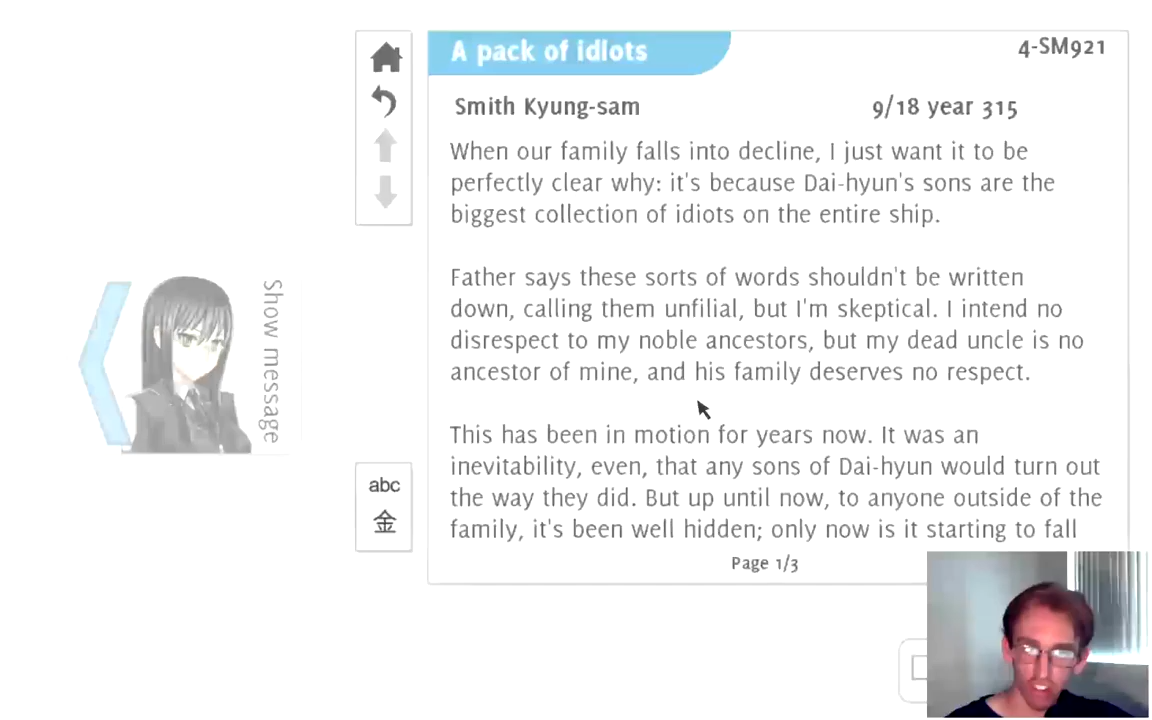 A pack of idiots
4-SM921
Smith Kyung-sam
9/18 year 315
When our family falls into decline, I just want it to be
perfectly clear why: it's because Dai-hyun's sons are the
biggest collection of idiots on the entire ship.
Father says these sorts of words shouldn't be written
down, calling them unfilial, but I'm skeptical. I intend no
disrespect to my noble ancestors, but my dead uncle is no
ancestor of mine, and his family deserves no respect.
This has been in motion for years now. It was an
inevitability, even, that any sons of Dai-hyun would turn out
the way they did. But up until now, to anyone outside of the
family, it's been well hidden; only now is it starting to fall
Page 1/3
Show message
abc
金